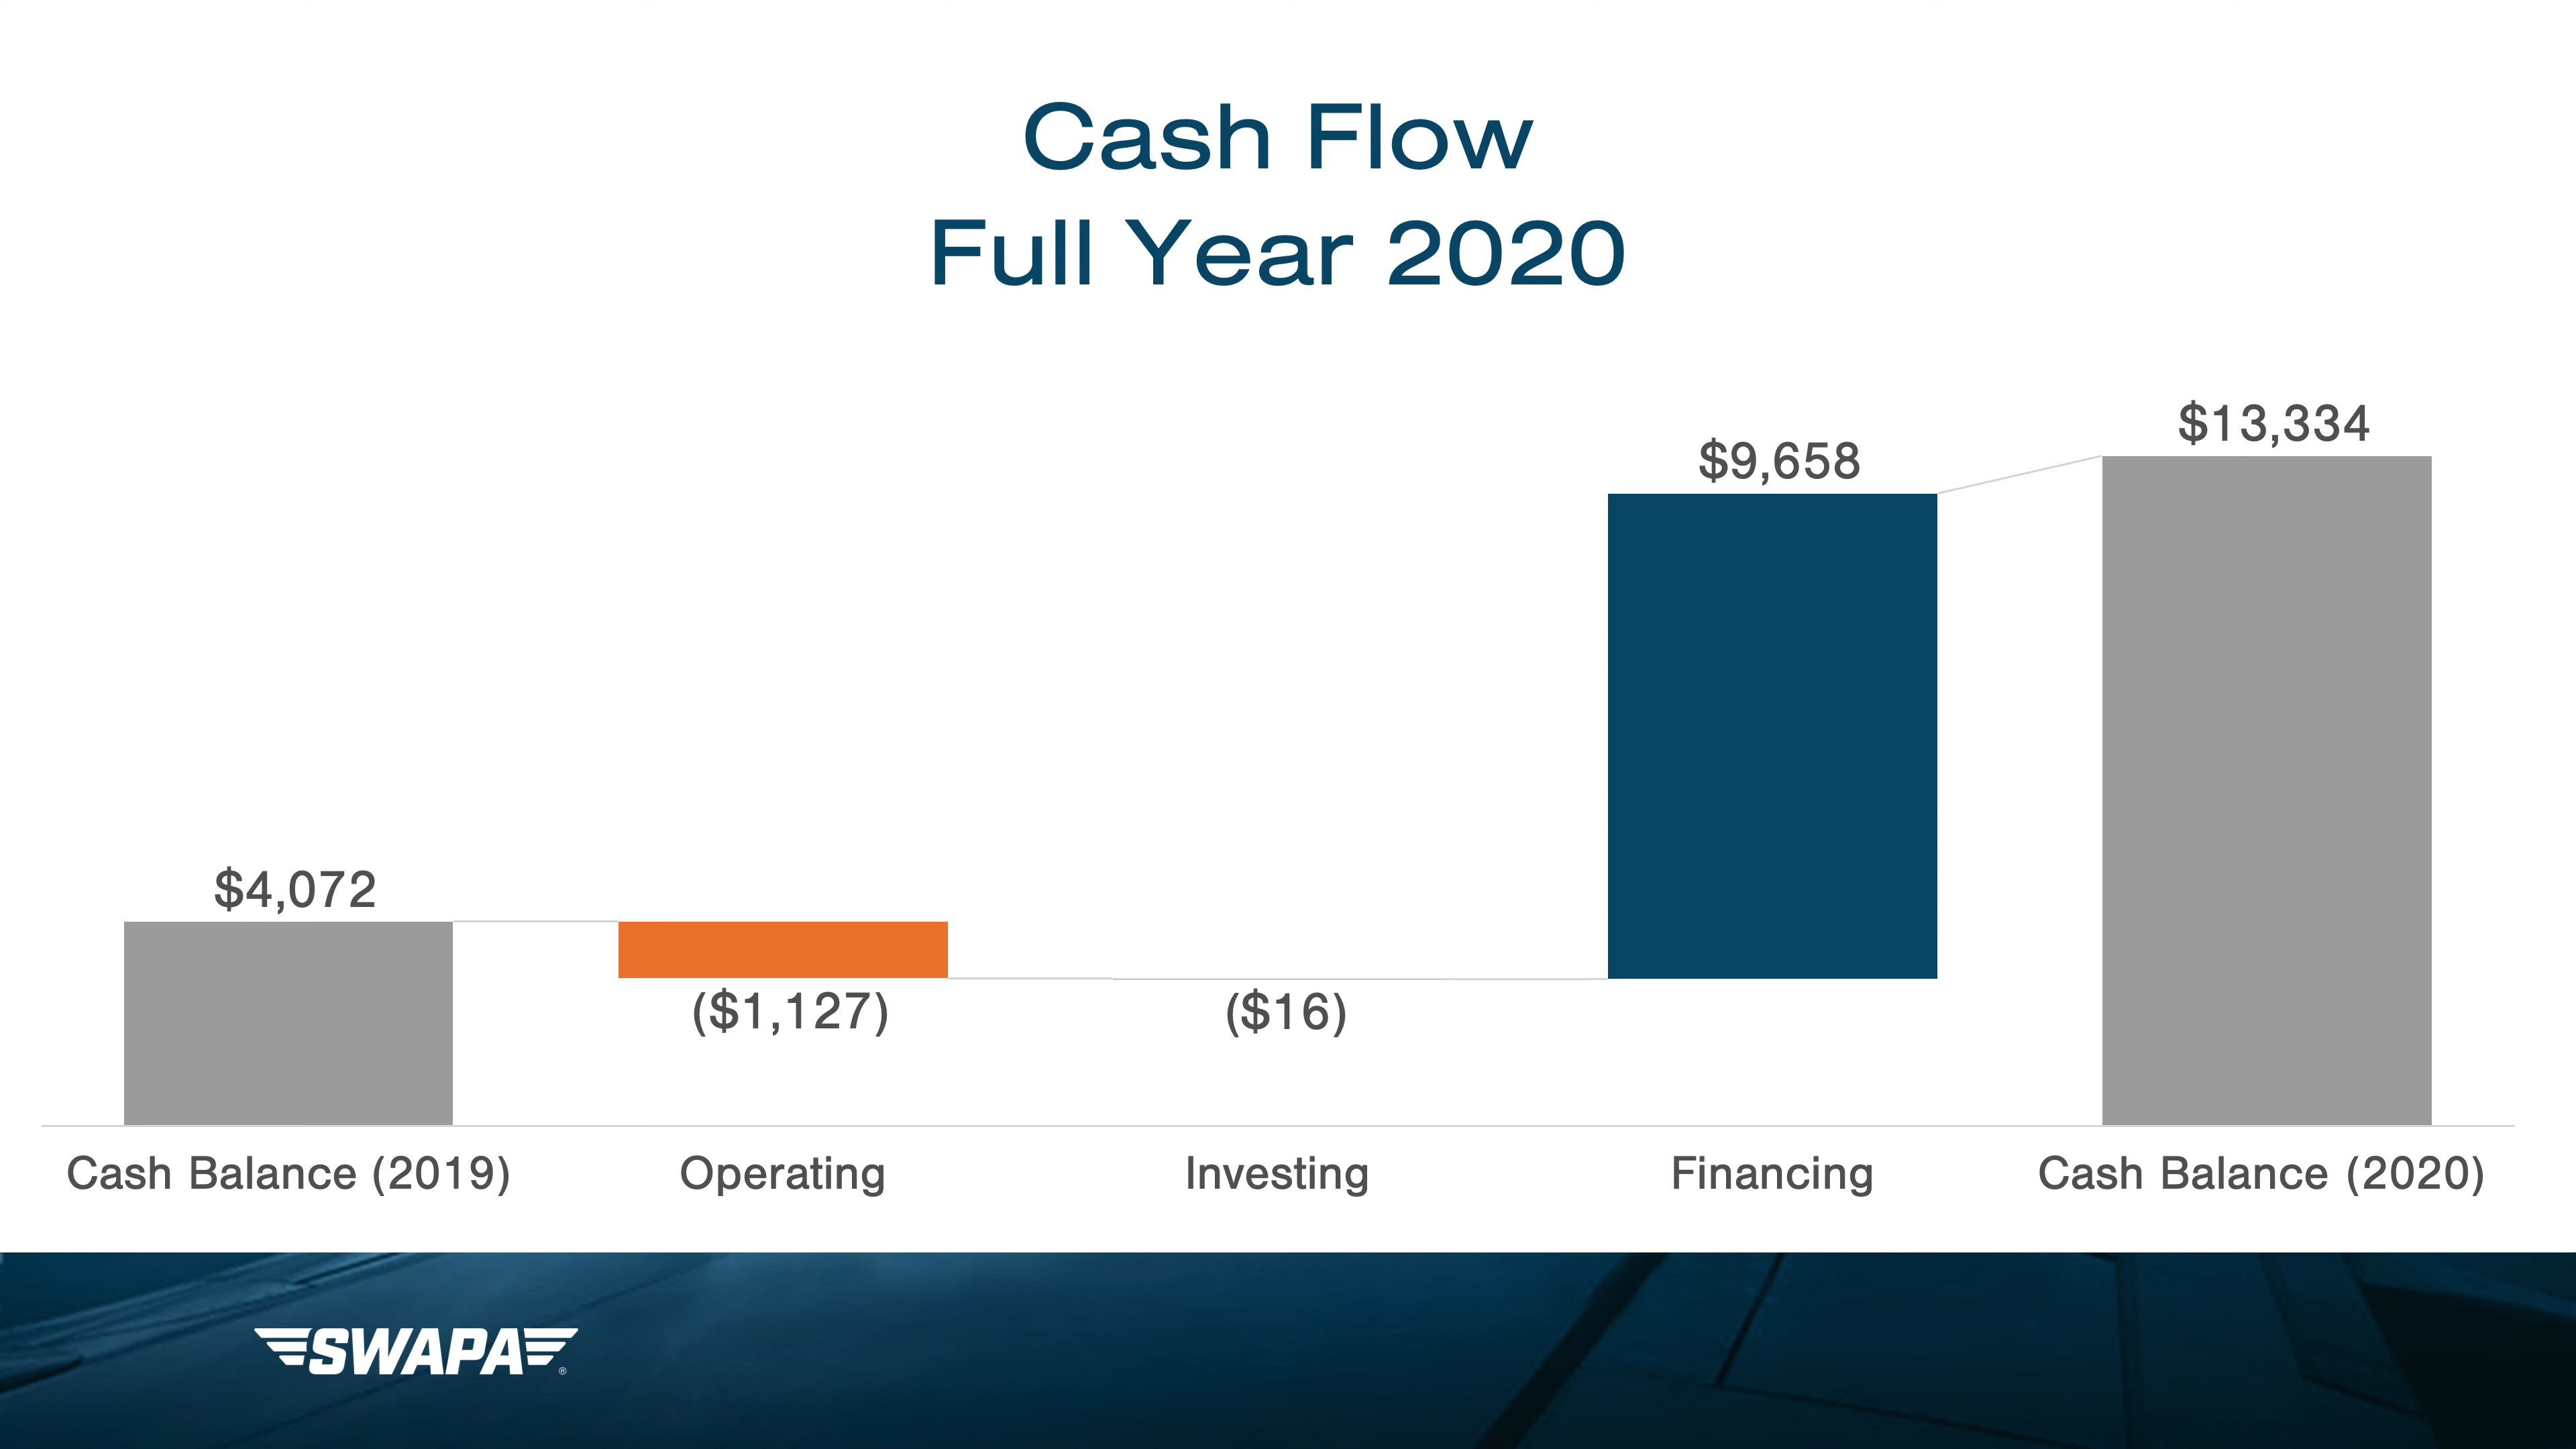 Cash Flow
Full Year 2020
$4,072
($1,127)
($16)
$9,658
$13,334
Cash Balance (2019)
Operating
Investing
Financing
Cash Balance (2020)
SWAPA®